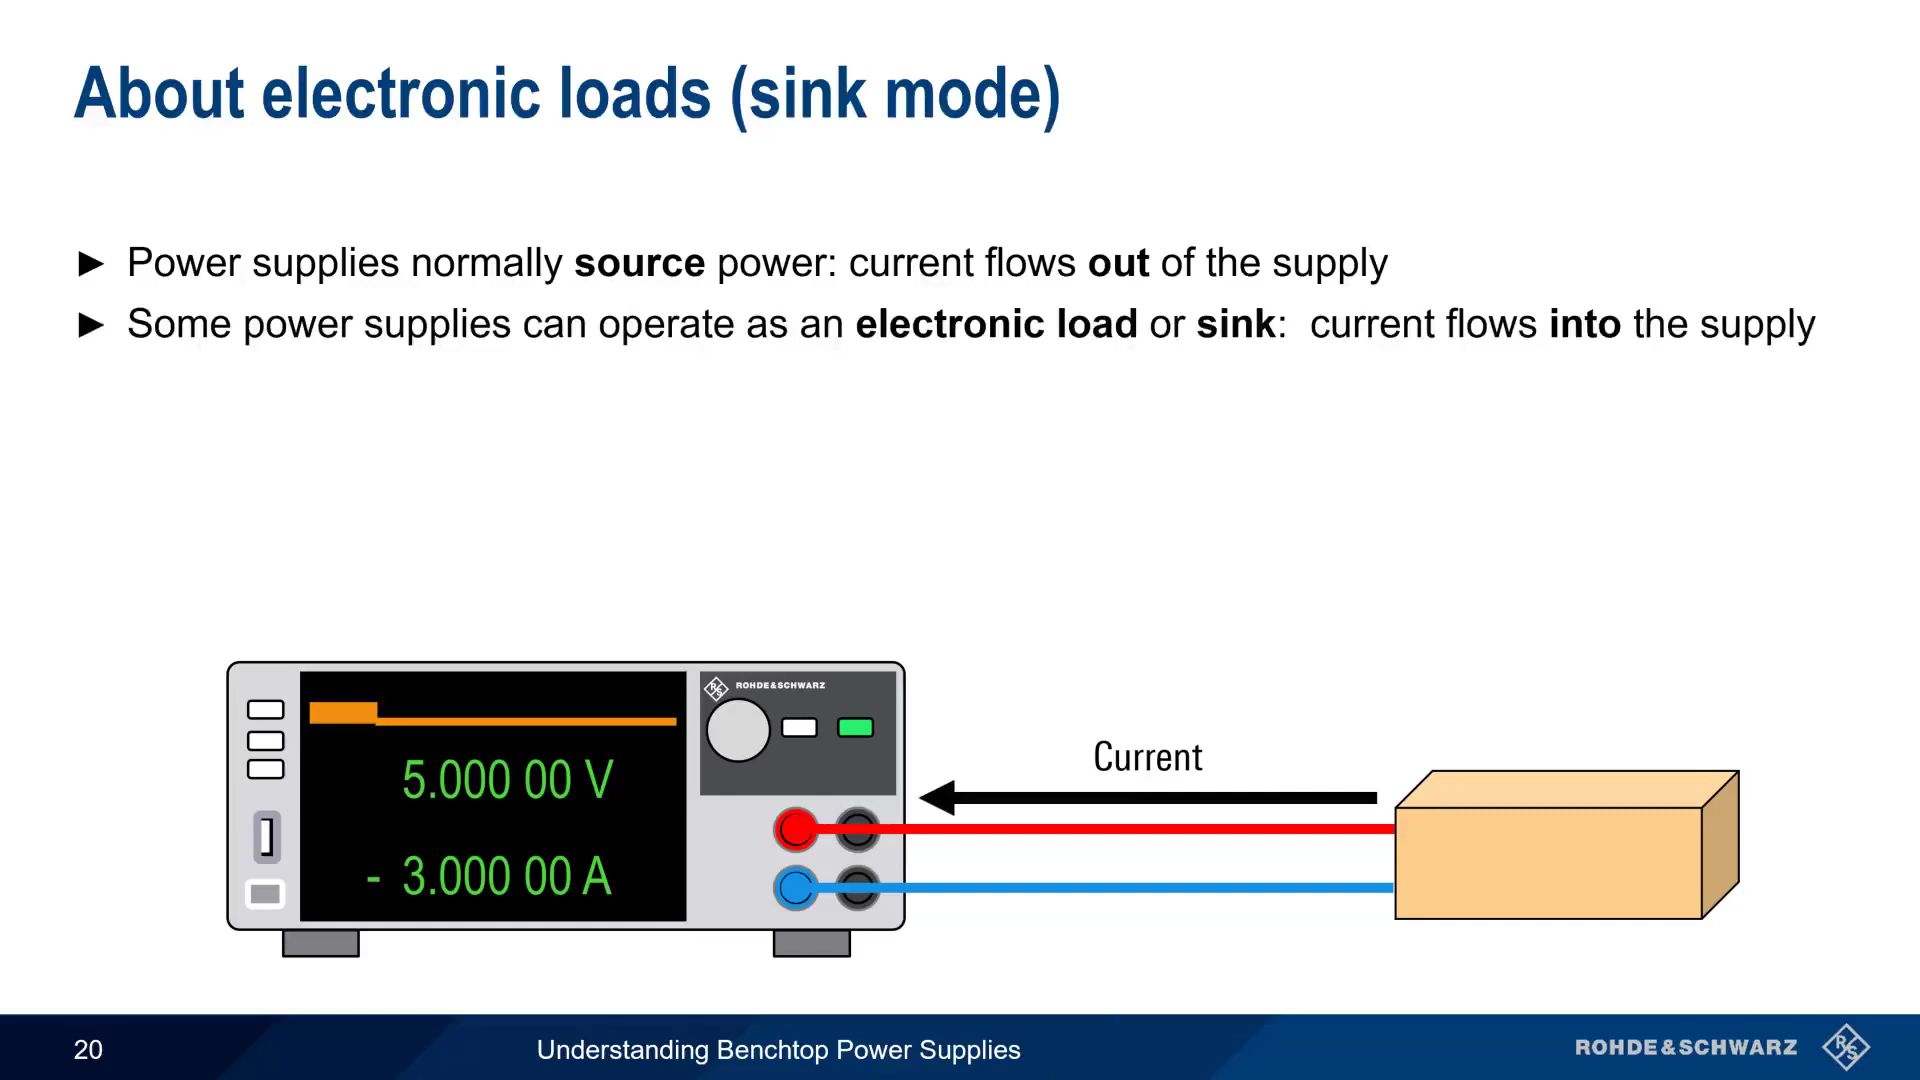 About electronic loads (sink mode)
► Power supplies normally source power: current flows out of the supply
► Some power supplies can operate as an electronic load or sink: current flows into the supply
R&S ROHDE&SCHWARZ
5.000 00 V
- 3.000 00 A
Current
20
Understanding Benchtop Power Supplies
ROHDE&SCHWARZ R&S